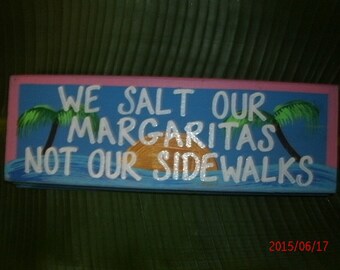 WE SALT OUR
MARGARITAS
NOT OUR SIDEWALKS
2015/06/17